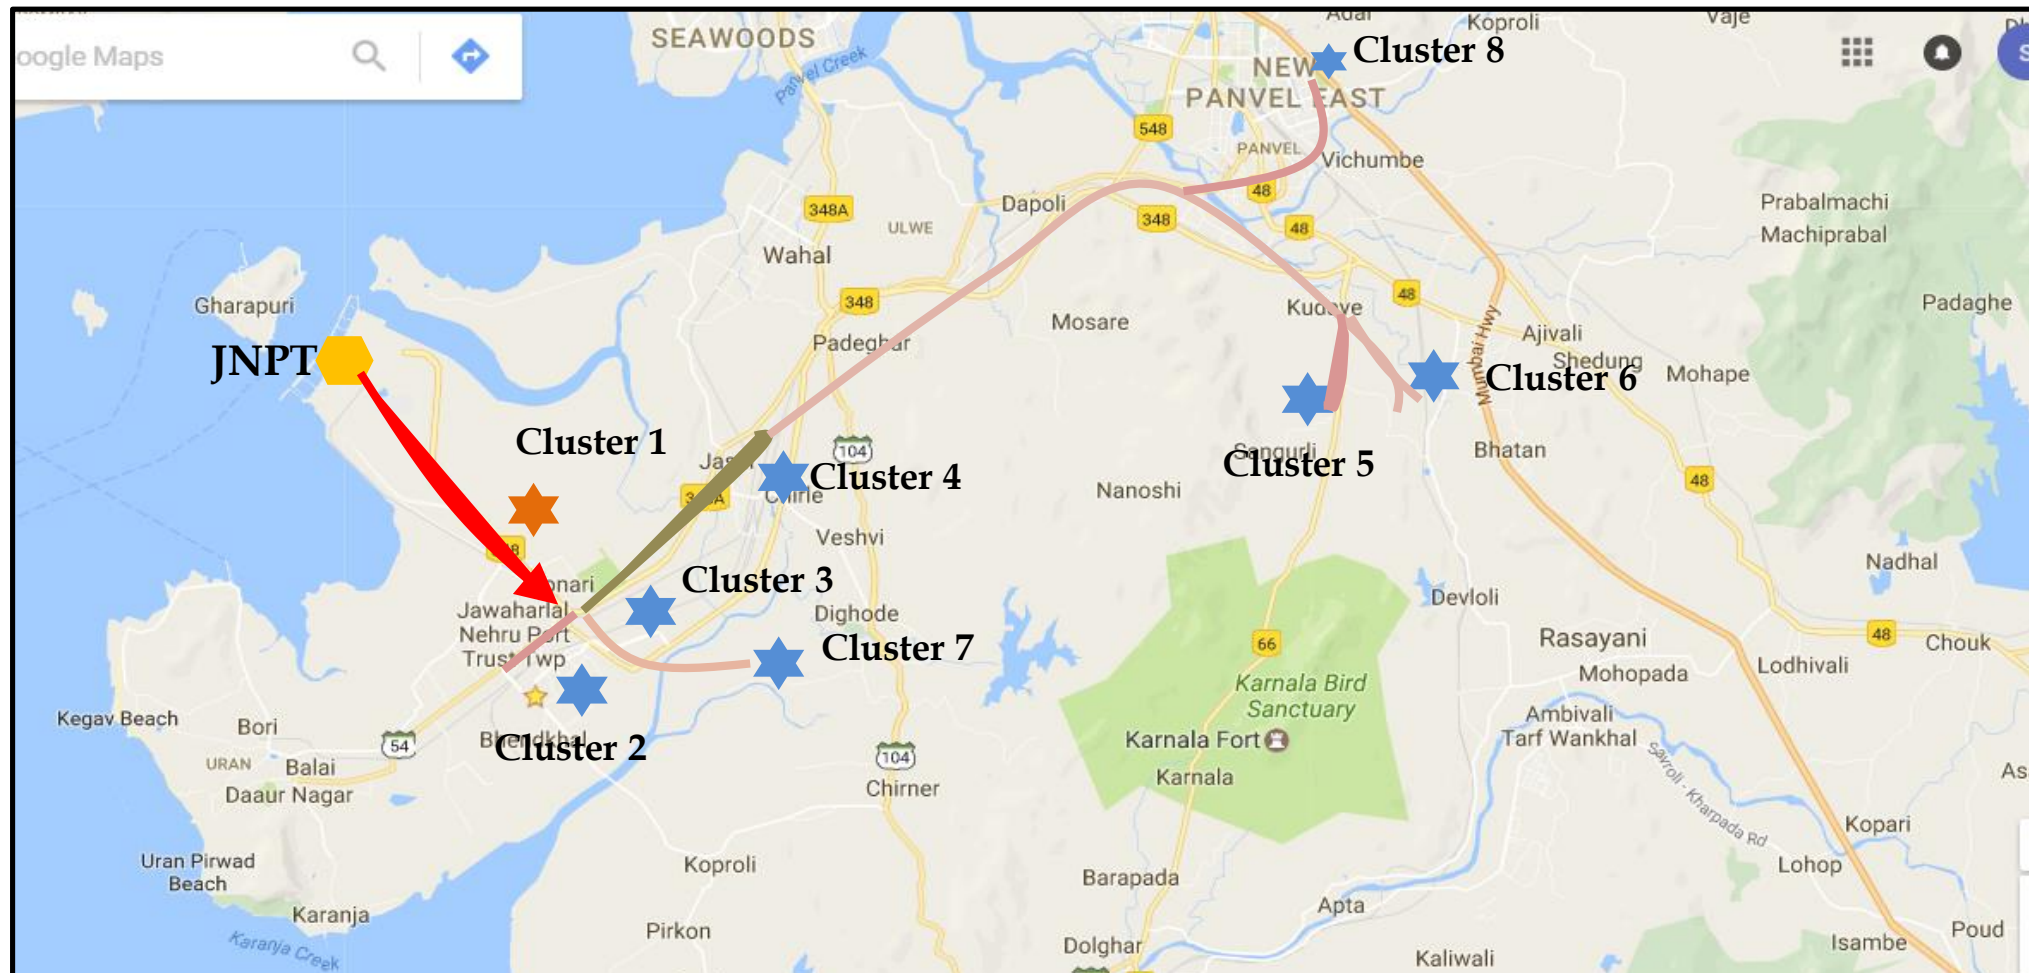 oogle Maps
SEAWOODS
Panvel Creek
Koproli
Vaje
Cluster 8
NEW
PANVEL EAST
548
PANVEL
Vichumbe
48
Dapoli
348A
348
48
ULWE
Prabalmachi
Machiprabal
Wahal
Gharapuri
348
48
Kudave
Padaghe
Mosare
Mumbai Hwy
Ajivali
Padeghar
Shedung
JNPT
Mohape
Cluster 6
Cluster 1
104
Bhatan
Cluster 5
Cluster 4
48
Nanoshi
Chirle
Veshvi
Nadhal
Cluster 3
Jawaharlal
Nehru Port
Trust Twp
Dighode
Devloli
66
Rasayani
48
Chouk
Cluster 7
Lodhivali
Mohopada
Karnala Bird
Sanctuary
Kegav Beach
Bori
Ambivali
Tarf Wankhal
54
Cluster 2
Karnala Fort
104
URAN
Balai
Karnala
Savroli - Kharpada Rd
Daaur Nagar
Chirner
Kopari
Uran Pirwad
Beach
Koproli
Barapada
Lohop
Karanja
Apta
Pirkon
Poud
Karanja Creek
Dolghar
Isambe
Kaliwali